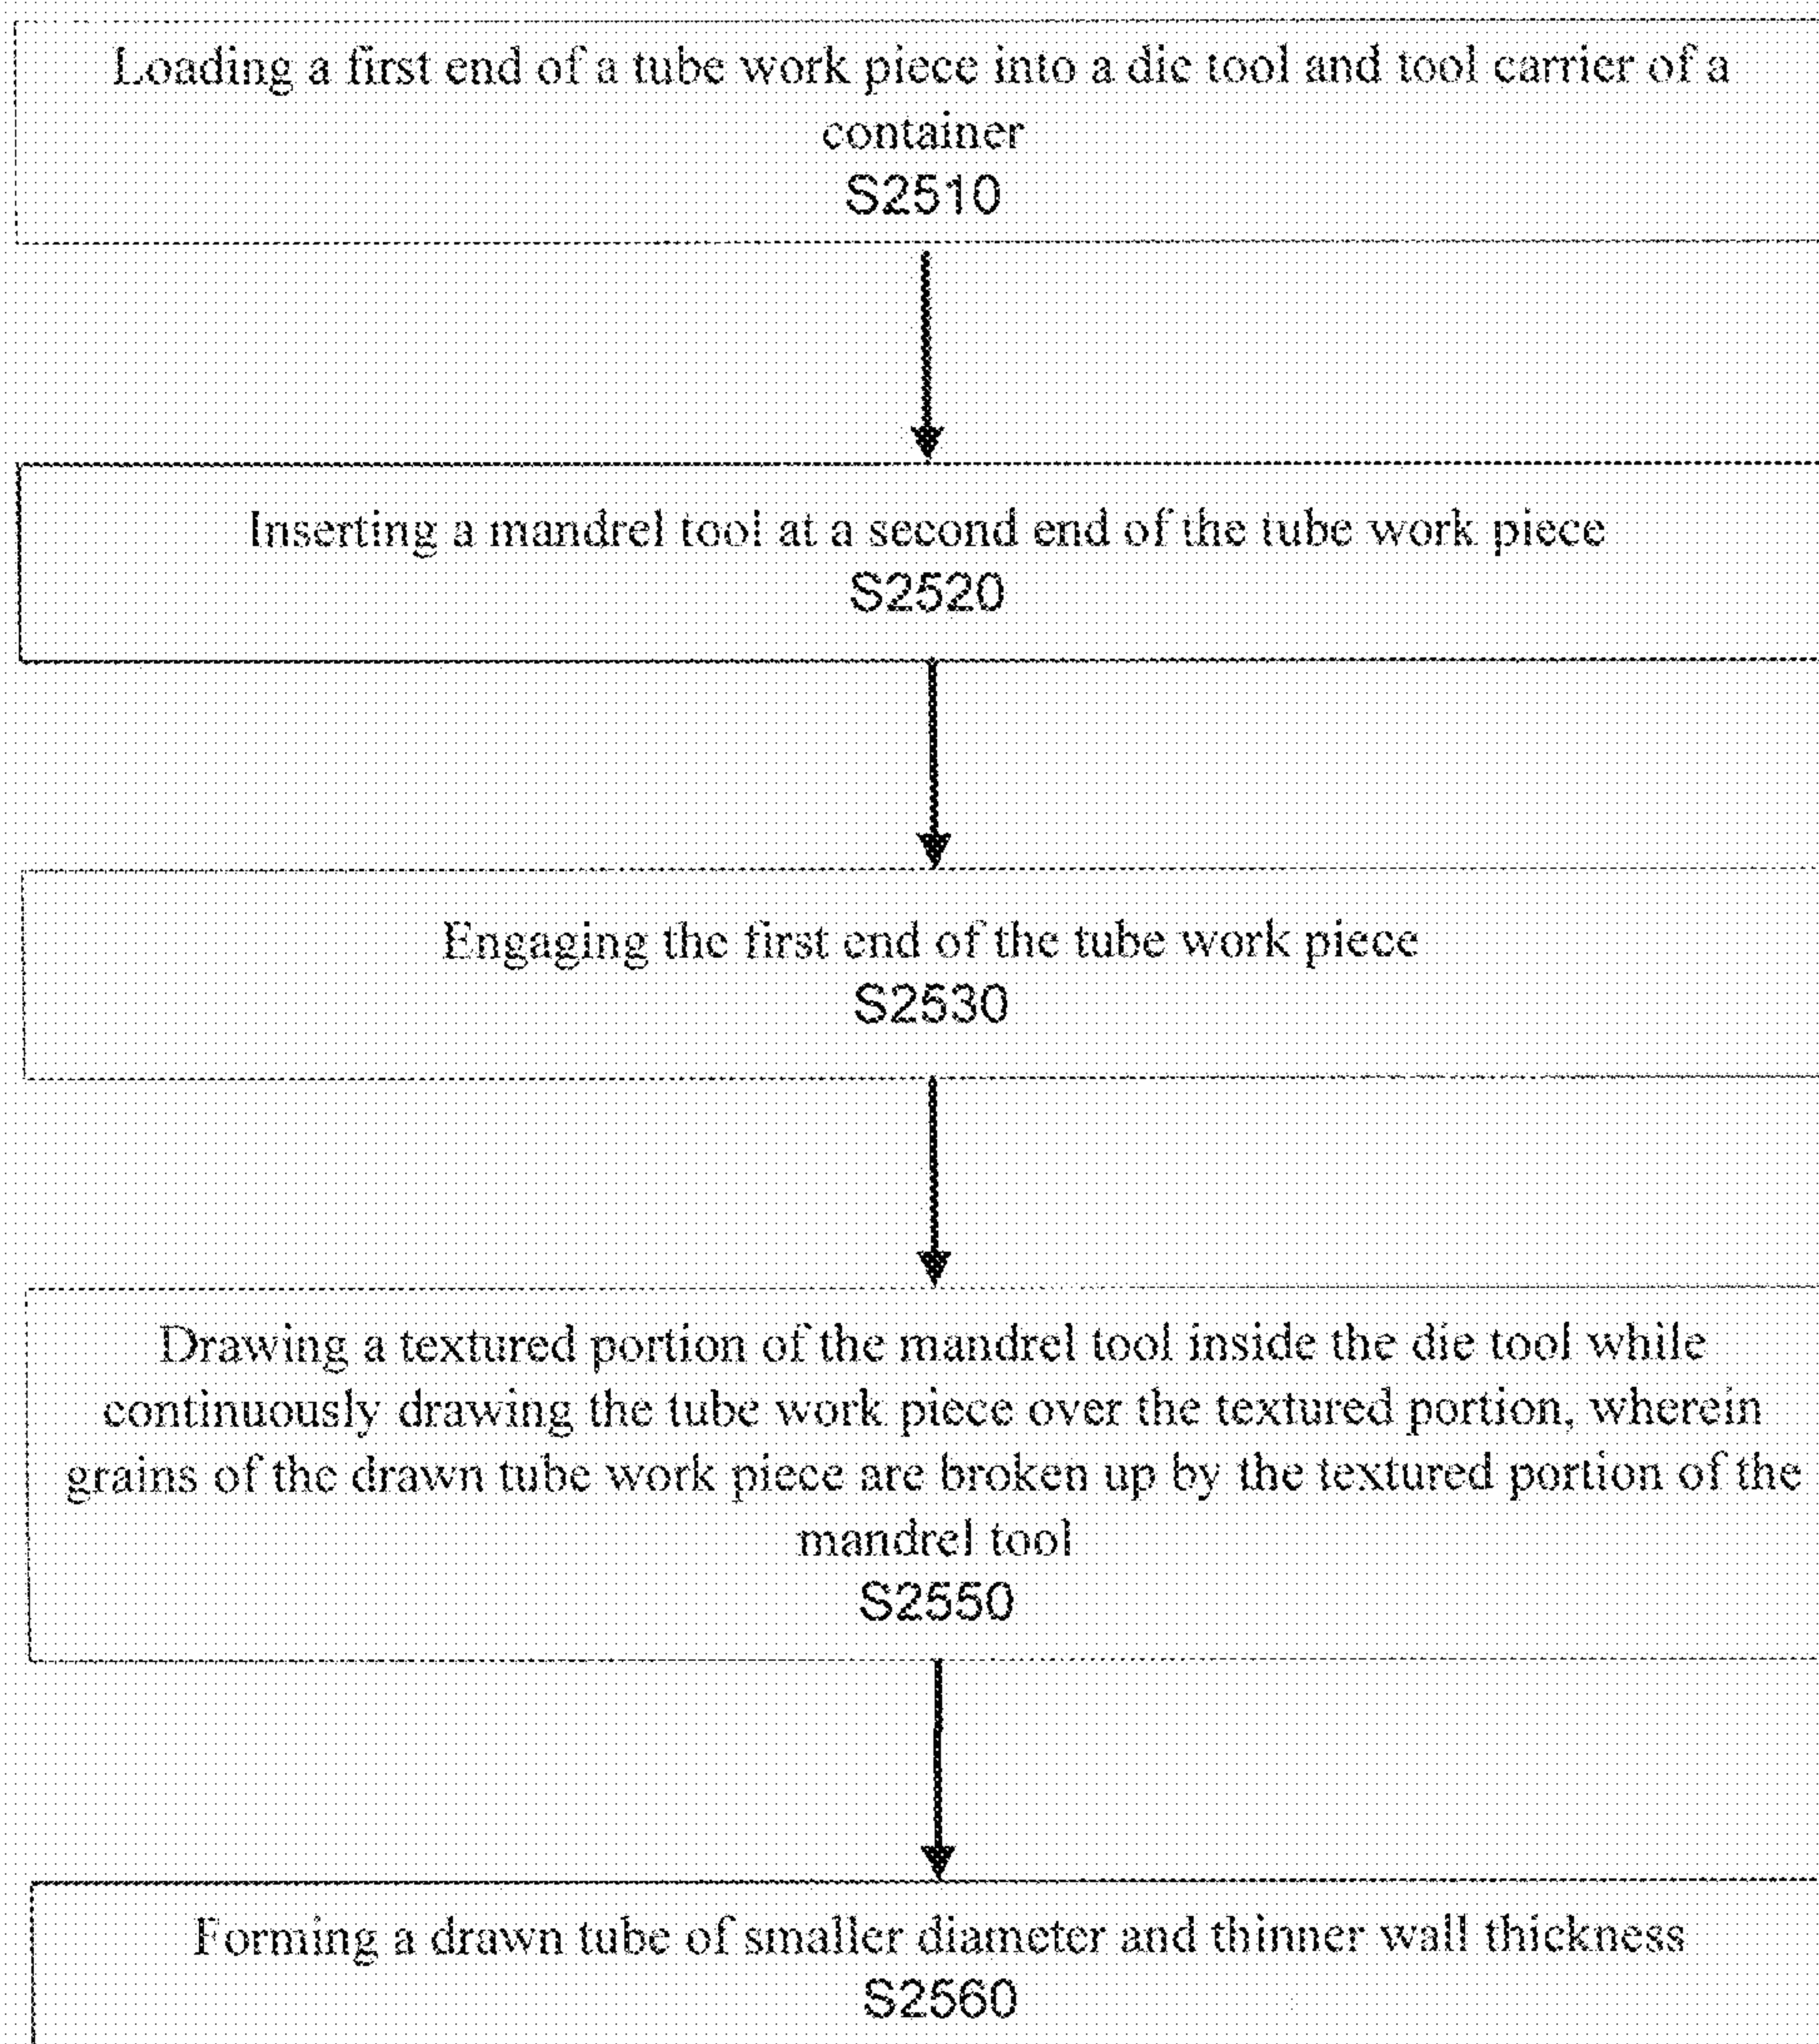 Loading a first end of a tube work piece into a die tool and tool carrier of a
container
S2510
Inserting a mandrel tool at a second end of the tube work piece
S2520
Engaging the first end of the tube work piece
S2530
Drawing a textured portion of the mandrel tool inside the die tool while
continuously drawing the tube work piece over the textured portion, wherein
grains of the drawn tube work piece are broken up by the textured portion of the
mandrel tool
S2550
Forming a drawn tube of smaller diameter and thinner wall thickness
S2560